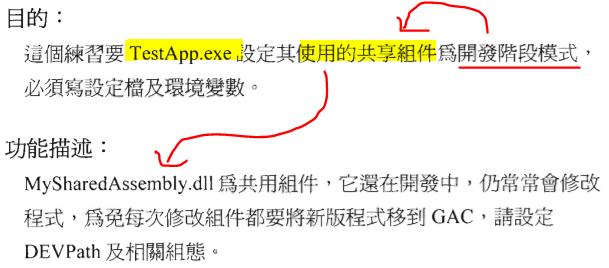 目的：
這個練習要 TestApp.exe 設定其使用的共享組件為開發階段模式，
必須寫設定檔及環境變數。
功能描述：
MySharedAssembly.dll 為共用組件，它還在開發中，仍常常會修改
程式，為免每次修改組件都要將新版程式移到 GAC，請設定
DEVPath 及相關組態。